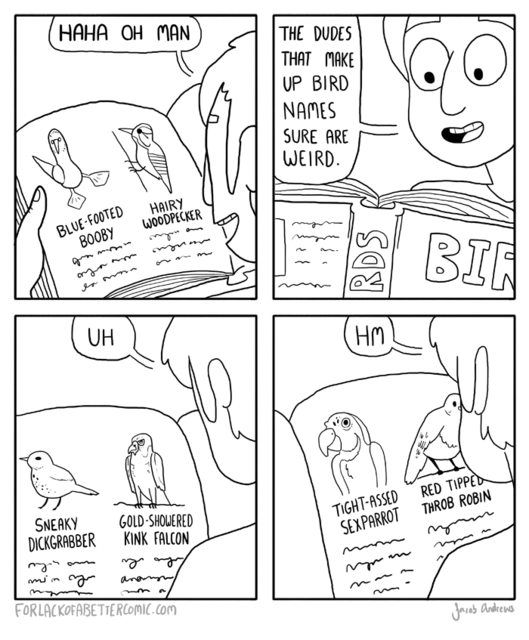 HAHA OH MAN
BLUE-FOOTED
BOOBY
HAIRY
WOODPECKER
THE DUDES
THAT MAKE
UP BIRD
NAMES
SURE ARE
WEIRD.
RDS
BIR
UH
SNEAKY
DICKGRABBER
GOLD-SHOWERED
KINK FALCON
HM
TIGHT-ASSED
SEXPARROT
RED TIPPED
THROB ROBIN
FORLACKOFABETTERCOMIC.COM
Jacob Andrews